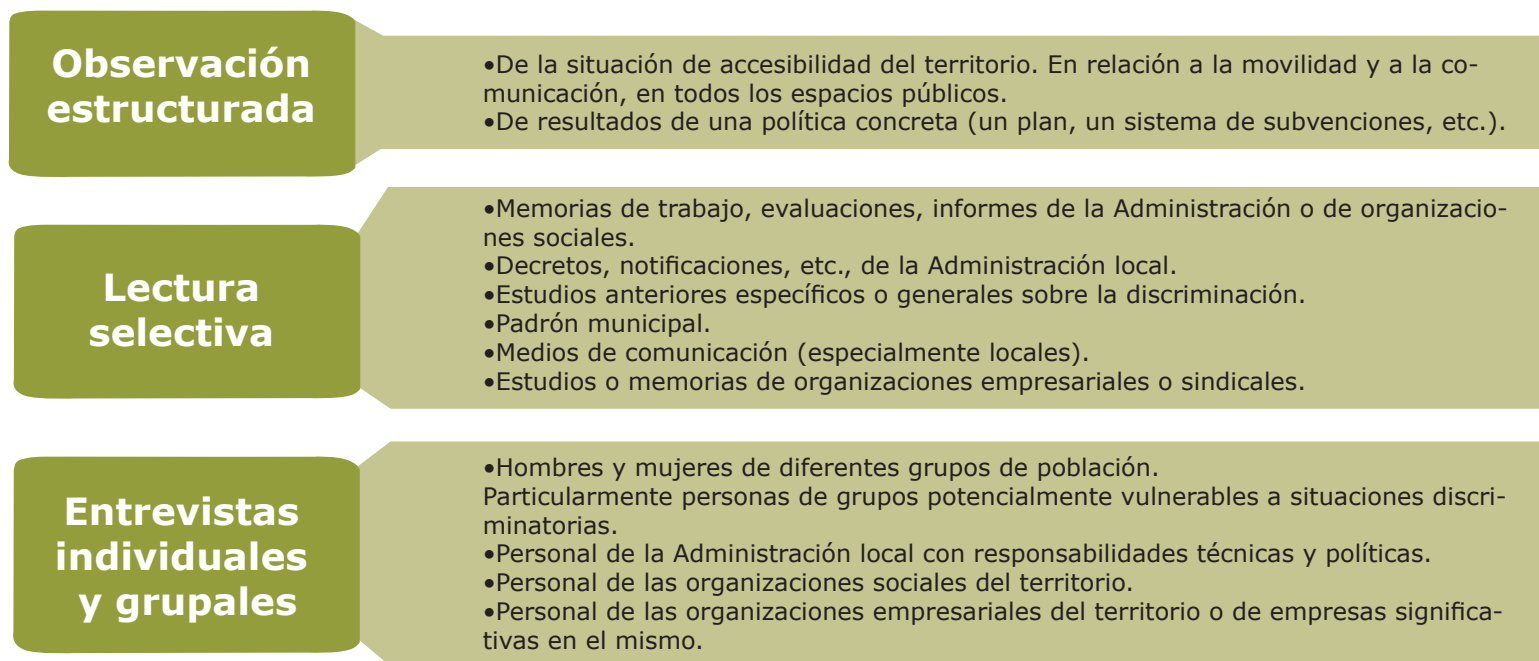 Observación
estructurada
•De la situación de accesibilidad del territorio. En relación a la movilidad y a la co-
municación, en todos los espacios públicos.
•De resultados de una política concreta (un plan, un sistema de subvenciones, etc.).
Lectura
selectiva
•Memorias de trabajo, evaluaciones, informes de la Administración o de organizacio-
nes sociales.
•Decretos, notificaciones, etc., de la Administración local.
•Estudios anteriores específicos o generales sobre la discriminación.
•Padrón municipal.
•Medios de comunicación (especialmente locales).
•Estudios o memorias de organizaciones empresariales o sindicales.
Entrevistas
individuales
y grupales
•Hombres y mujeres de diferentes grupos de población.
Particularmente personas de grupos potencialmente vulnerables a situaciones discri-
minatorias.
•Personal de la Administración local con responsabilidades técnicas y políticas.
•Personal de las organizaciones sociales del territorio.
•Personal de las organizaciones empresariales del territorio o de empresas significa-
tivas en el mismo.